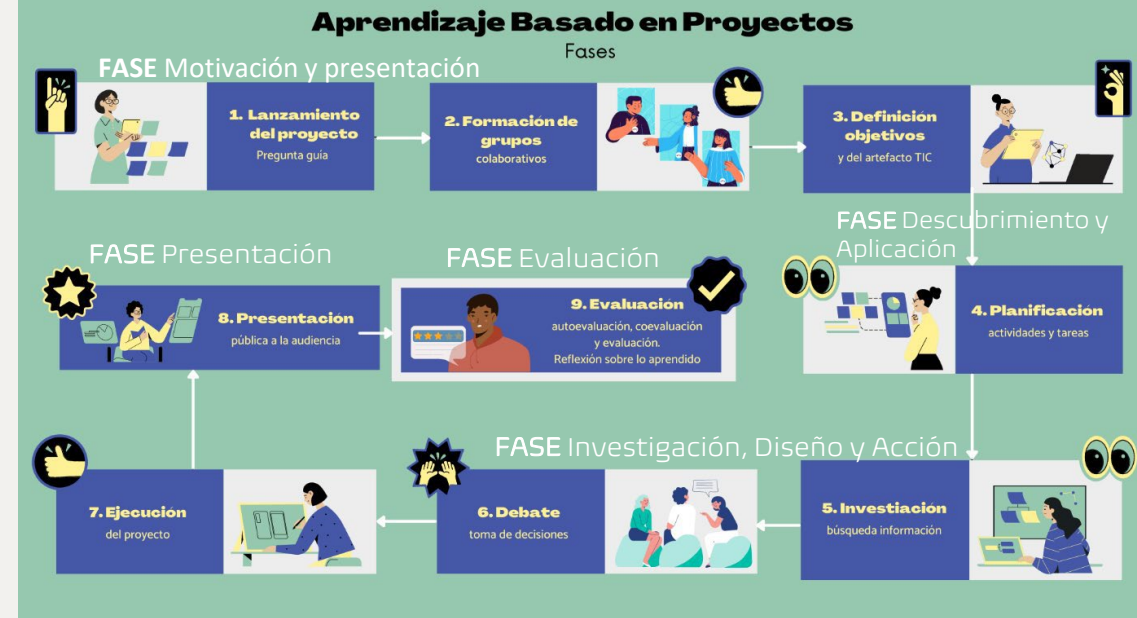 Aprendizaje Basado en Proyectos
Fases
FASE Motivación y presentación
1. Lanzamiento
del proyecto
Pregunta guía
2. Formación de
grupos
colaborativos
3. Definición
objetivos
y del artefacto TIC
FASE Descubrimiento y
Aplicación
4. Planificación
actividades y tareas
FASE Investigación, Diseño y Acción
5. Investiación
búsqueda información
6. Debate
toma de decisiones
7. Ejecución
del proyecto
FASE Presentación
8. Presentación
pública a la audiencia
FASE Evaluación
9. Evaluación
autoevaluación, coevaluación
y evaluación.
Reflexión sobre lo aprendido